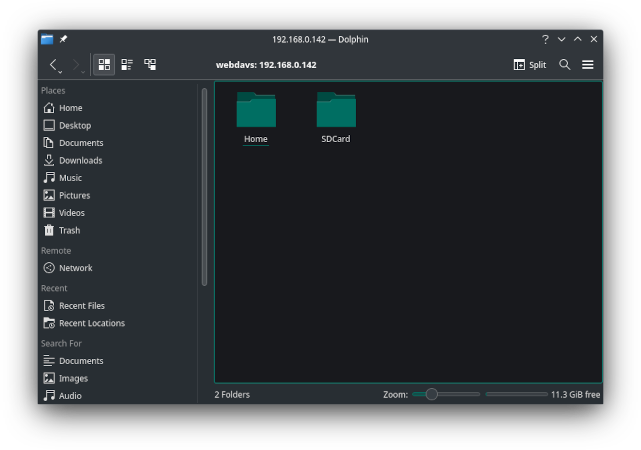 192.168.0.142 — Dolphin
webdavs: 192.168.0.142
Split
Places
Home
Desktop
Documents
Downloads
Music
Pictures
Videos
Trash
Remote
Network
Recent
Recent Files
Recent Locations
Search For
Documents
Images
Audio
Home
SDCard
2 Folders
Zoom:
11.3 GiB free